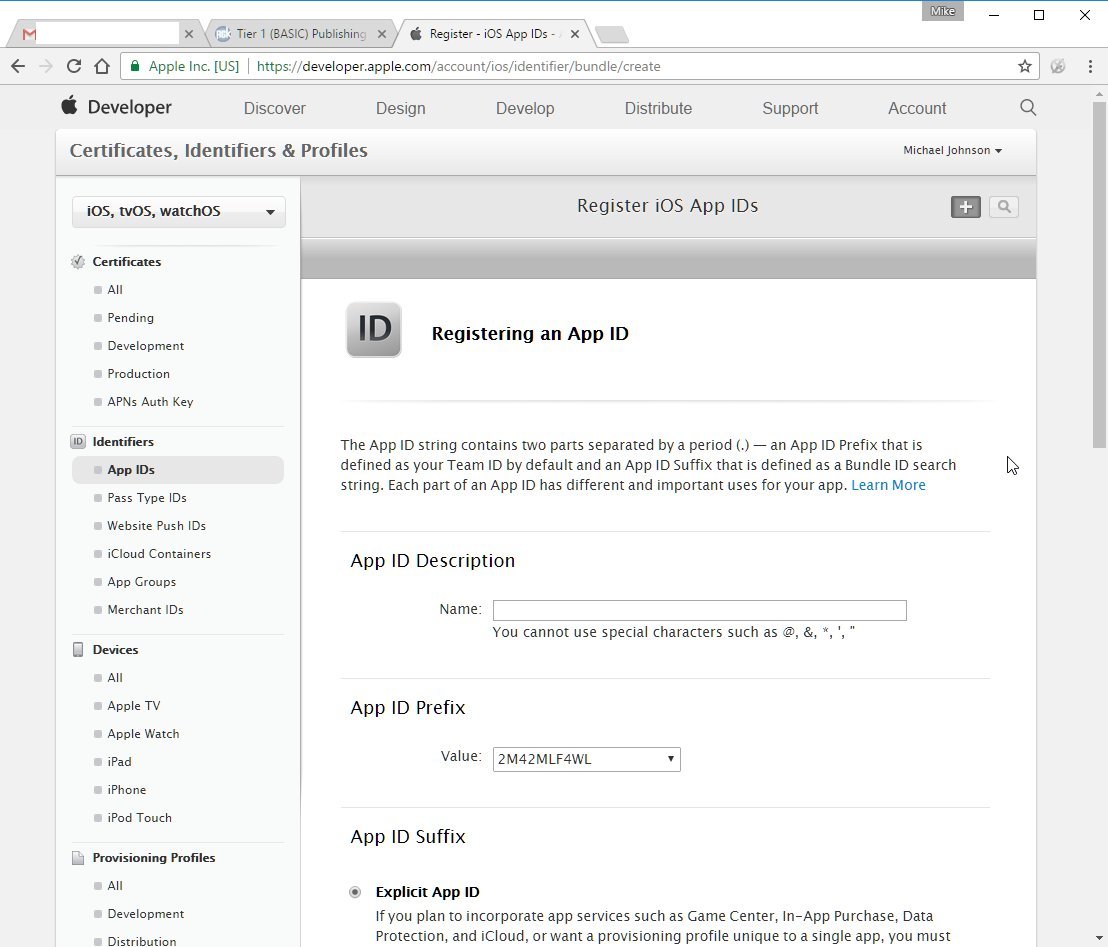 Mike
Tier 1 (BASIC) Publishing
Register - iOS App IDs -
Apple Inc. [US]
https://developer.apple.com/account/ios/identifier/bundle/create
Developer
Discover
Design
Develop
Distribute
Support
Account
Certificates, Identifiers & Profiles
Michael Johnson
iOS, tvOS, watchOS
Register iOS App IDs
Certificates
All
Pending
Development
Production
APNs Auth Key
ID
Identifiers
App IDs
Pass Type IDs
Website Push IDs
iCloud Containers
App Groups
Merchant IDs
Devices
All
Apple TV
Apple Watch
iPad
iPhone
iPod Touch
Provisioning Profiles
All
Development
Distribution
ID
Registering an App ID
The App ID string contains two parts separated by a period (.) — an App ID Prefix that is
defined as your Team ID by default and an App ID Suffix that is defined as a Bundle ID search
string. Each part of an App ID has different and important uses for your app. Learn More
App ID Description
Name:
You cannot use special characters such as @, &, *, ', "
App ID Prefix
Value:
2M42MLF4WL
App ID Suffix
Explicit App ID
If you plan to incorporate app services such as Game Center, In-App Purchase, Data
Protection, and iCloud, or want a provisioning profile unique to a single app, you must